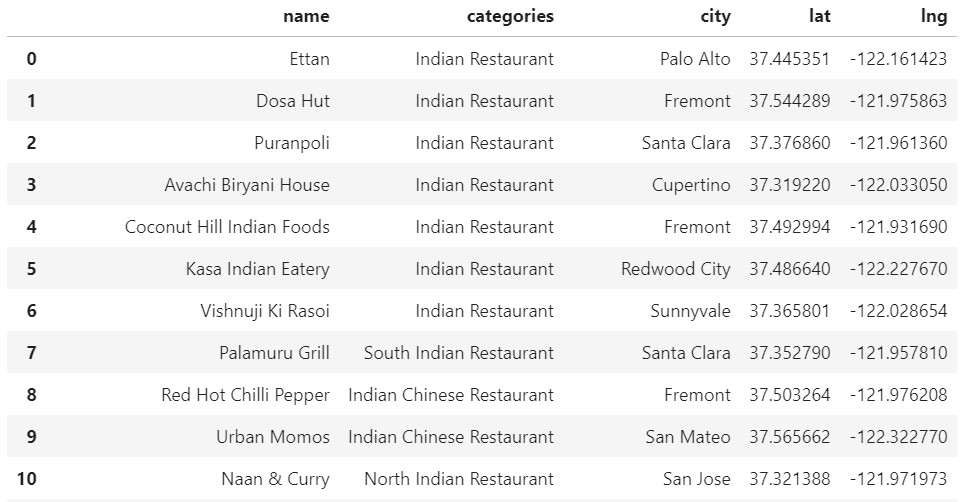 name categories city lat lng
0 Ettan Indian Restaurant Palo Alto 37.445351 -122.161423
1 Dosa Hut Indian Restaurant Fremont 37.544289 -121.975863
2 Puranpoli Indian Restaurant Santa Clara 37.376860 -121.961360
3 Avachi Biryani House Indian Restaurant Cupertino 37.319220 -122.033050
4 Coconut Hill Indian Foods Indian Restaurant Fremont 37.492994 -121.931690
5 Kasa Indian Eatery Indian Restaurant Redwood City 37.486640 -122.227670
6 Vishnuji Ki Rasoi Indian Restaurant Sunnyvale 37.365801 -122.028654
7 Palamuru Grill South Indian Restaurant Santa Clara 37.352790 -121.957810
8 Red Hot Chilli Pepper Indian Chinese Restaurant Fremont 37.503264 -121.976208
9 Urban Momos Indian Chinese Restaurant San Mateo 37.565662 -122.322770
10 Naan & Curry North Indian Restaurant San Jose 37.321388 -121.971973